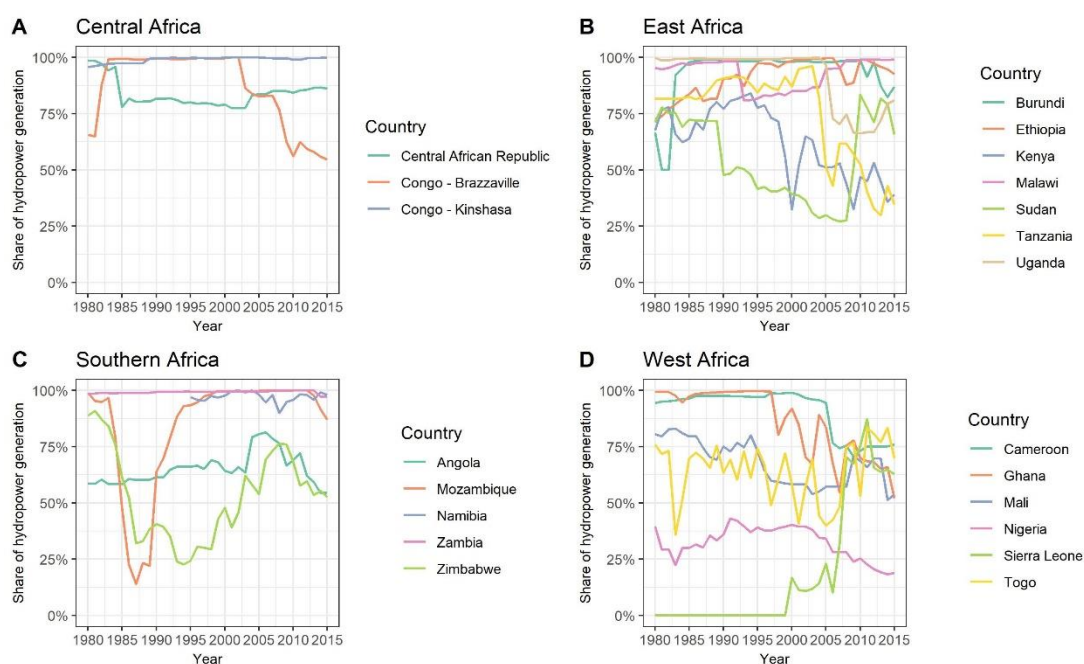 A Central Africa
100%
75%
50%
25%
0%
Share of hydropower generation
1980 1985 1990 1995 2000 2005 2010 2015
Year
Country
Central African Republic
Congo - Brazzaville
Congo - Kinshasa
B East Africa
100%
75%
50%
25%
0%
Share of hydropower generation
1980 1985 1990 1995 2000 2005 2010 2015
Year
Country
Burundi
Ethiopia
Kenya
Malawi
Sudan
Tanzania
Uganda
C Southern Africa
100%
75%
50%
25%
0%
Share of hydropower generation
1980 1985 1990 1995 2000 2005 2010 2015
Year
Country
Angola
Mozambique
Namibia
Zambia
Zimbabwe
D West Africa
100%
75%
50%
25%
0%
Share of hydropower generation
1980 1985 1990 1995 2000 2005 2010 2015
Year
Country
Cameroon
Ghana
Mali
Nigeria
Sierra Leone
Togo